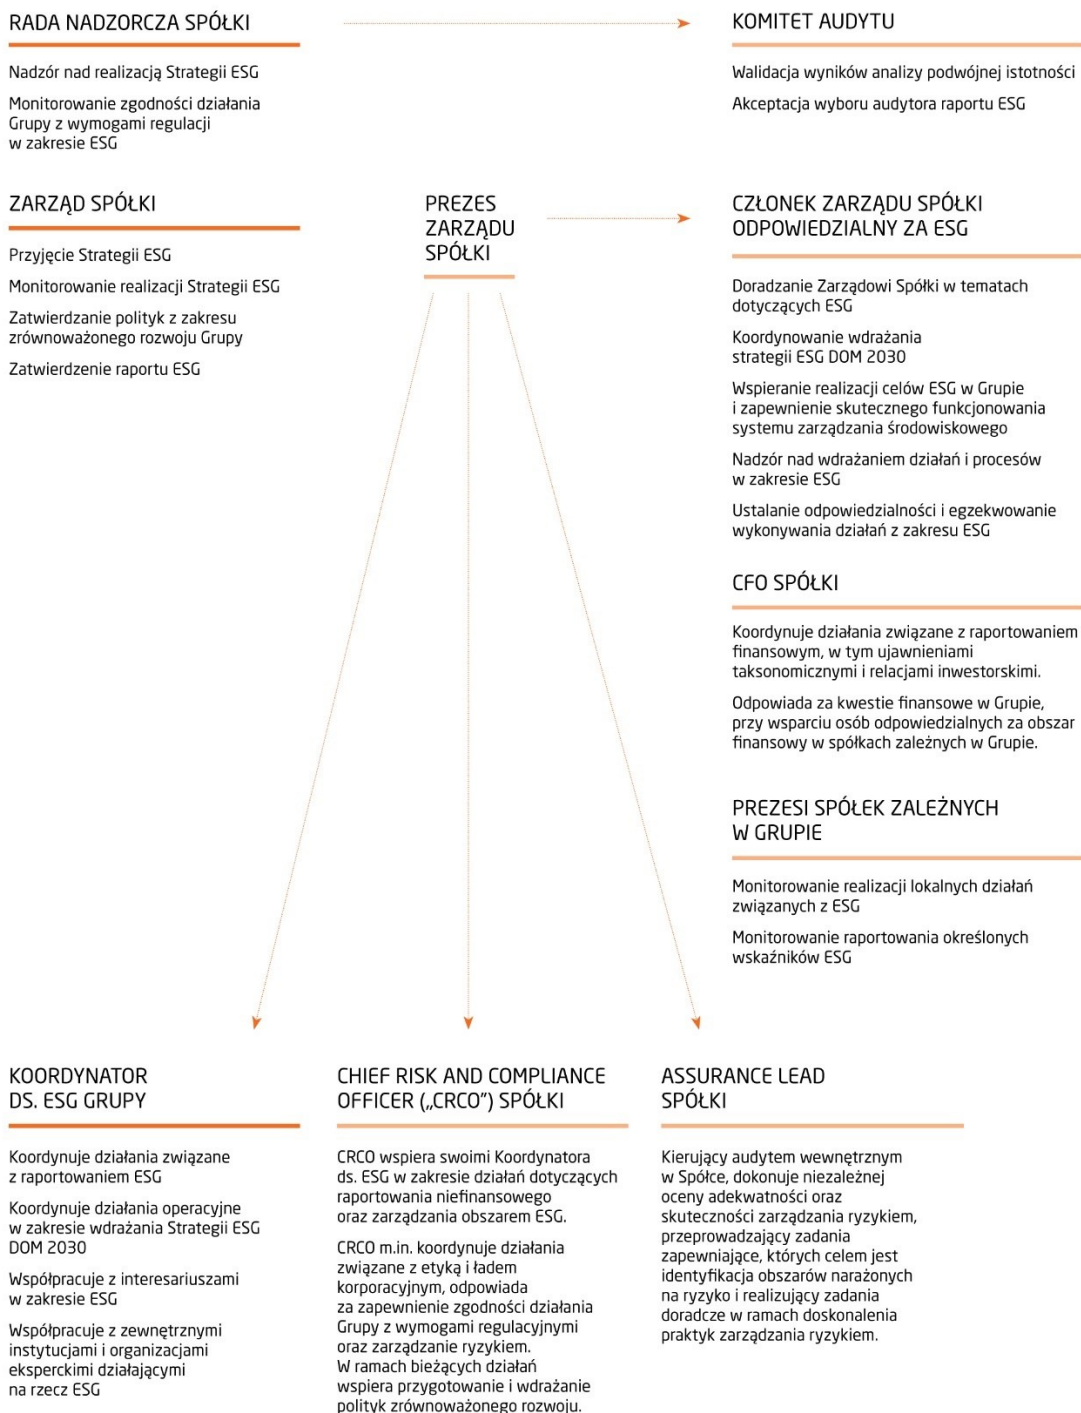 RADA NADZORCZA SPÓŁKI
Nadzór nad realizacją Strategii ESG
Monitorowanie zgodności działania
Grupy z wymogami regulacji
w zakresie ESG
KOMITET AUDYTU
Walidacja wyników analizy podwójnej istotności
Akceptacja wyboru audytora raportu ESG
ZARZĄD SPÓŁKI
Przyjęcie Strategii ESG
Monitorowanie realizacji Strategii ESG
Zatwierdzanie polityk z zakresu
zrównoważonego rozwoju Grupy
Zatwierdzenie raportu ESG
PREZES
ZARZĄDU
SPÓŁKI
CZŁONEK ZARZĄDU SPÓŁKI
ODPOWIEDZIALNY ZA ESG
Doradzanie Zarządowi Spółki w tematach
dotyczących ESG
Koordynowanie wdrażania
strategii ESG DOM 2030
Wspieranie realizacji celów ESG w Grupie
i zapewnienie skutecznego funkcjonowania
systemu zarządzania środowiskowego
Nadzór nad wdrażaniem działań i procesów
w zakresie ESG
Ustalanie odpowiedzialności i egzekwowanie
wykonywania działań z zakresu ESG
CFO SPÓŁKI
Koordynuje działania związane z raportowaniem
finansowym, w tym ujawnieniami
taksonomicznymi i relacjami inwestorskimi.
Odpowiada za kwestie finansowe w Grupie,
przy wsparciu osób odpowiedzialnych za obszar
finansowy w spółkach zależnych w Grupie.
PREZESI SPÓŁEK ZALEŻNYCH
W GRUPIE
Monitorowanie realizacji lokalnych działań
związanych z ESG
Monitorowanie raportowania określonych
wskaźników ESG
KOORDYNATOR
DS. ESG GRUPY
Koordynuje działania związane
z raportowaniem ESG
Koordynuje działania operacyjne
w zakresie wdrażania Strategii ESG
DOM 2030
Współpracuje z interesariuszami
w zakresie ESG
Współpracuje z zewnętrznymi
instytucjami i organizacjami
eksperckimi działającymi
na rzecz ESG
CHIEF RISK AND COMPLIANCE
OFFICER („CRCO”) SPÓŁKI
CRCO wspiera swoimi Koordynatora
ds. ESG w zakresie działań dotyczących
raportowania niefinansowego
oraz zarządzania obszarem ESG.
CRCO m.in. koordynuje działania
związane z etyką i ładem
korporacyjnym, odpowiada
za zapewnienie zgodności działania
Grupy z wymogami regulacyjnymi
oraz zarządzanie ryzykiem.
W ramach bieżących działań
wspiera przygotowanie i wdrażanie
polityk zrównoważonego rozwoju.
ASSURANCE LEAD
SPÓŁKI
Kierujący audytem wewnętrznym
w Spółce, dokonuje niezależnej
oceny adekwatności oraz
skuteczności zarządzania ryzykiem,
przeprowadzający zadania
zapewniające, których celem jest
identyfikacja obszarów narażonych
na ryzyko i realizujący zadania
doradcze w ramach doskonalenia
praktyk zarządzania ryzykiem.